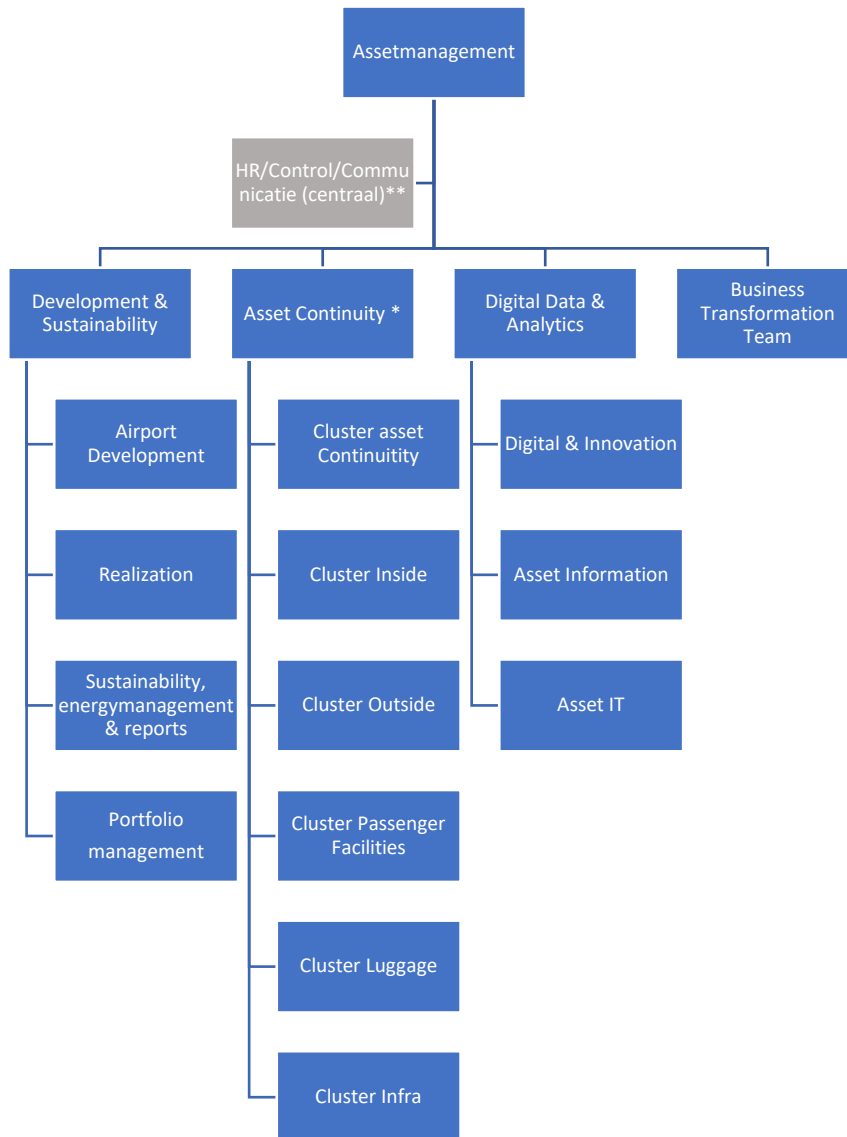 Assetmanagement
HR/Control/Commu
nicatie (centraal)**
Development &
Sustainability
Asset Continuity *
Digital Data &
Analytics
Business
Transformation
Team
Airport
Development
Realization
Sustainability,
energymanagement
& reports
Portfolio
management
Cluster asset
Continuitity
Cluster Inside
Cluster Outside
Cluster Passenger
Facilities
Cluster Luggage
Cluster Infra
Digital & Innovation
Asset Information
Asset IT